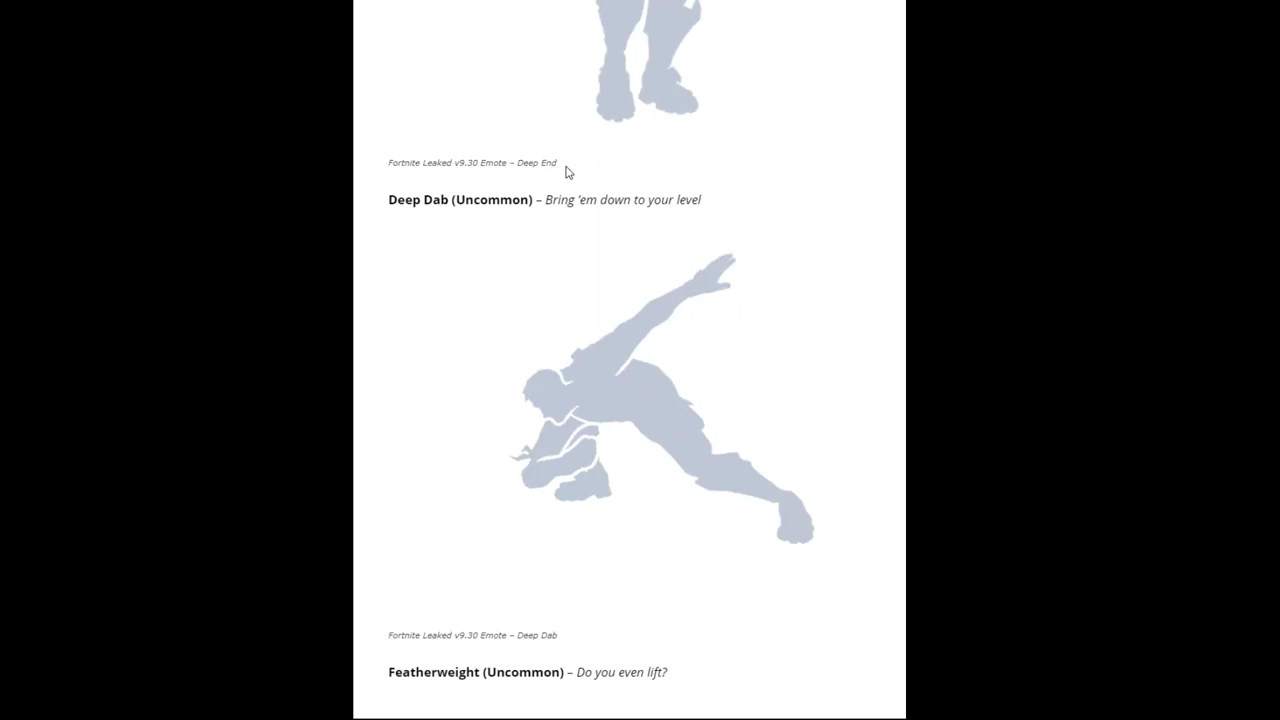 Fortnite Leaked v9.30 Emote – Deep End
Deep Dab (Uncommon) – Bring ’em down to your level
Fortnite Leaked v9.30 Emote – Deep Dab
Featherweight (Uncommon) – Do you even lift?